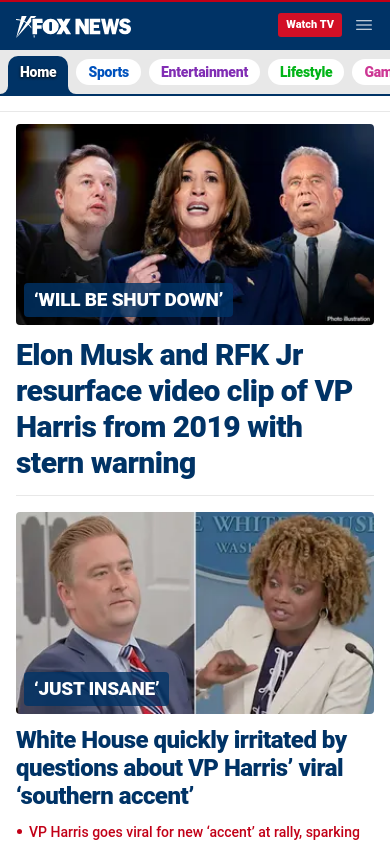 FOX NEWS
Watch TV
Home
Sports
Entertainment
Lifestyle
Gam
'WILL BE SHUT DOWN'
Photo illustration
Elon Musk and RFK Jr
resurface video clip of VP
Harris from 2019 with
stern warning
E WHITE HOUSE
WAS
'JUST INSANE'
White House quickly irritated by
questions about VP Harris' viral
'southern accent'
• VP Harris goes viral for new 'accent' at rally, sparking